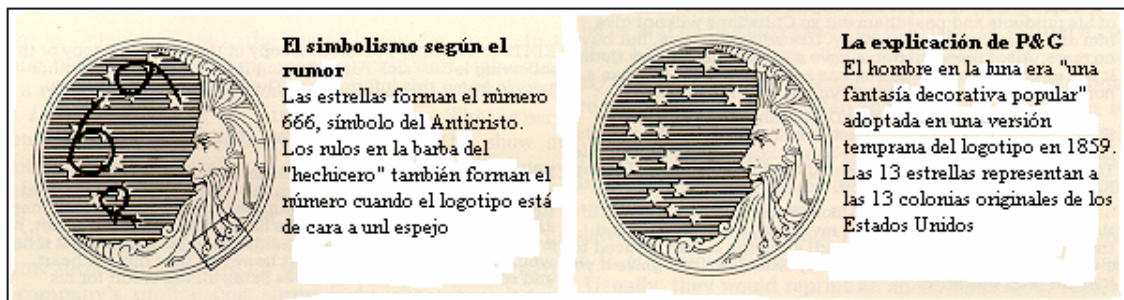 El simbolismo según el
rumor
Las estrellas forman el número
666, símbolo del Anticristo.
Los rulos en la barba del
"hechicero" también forman el
número cuando el logotipo está
de cara a unl espejo
La explicación de P&G
El hombre en la luna era "una
fantasía decorativa popular"
adoptada en una versión
temprana del logotipo en 1859.
Las 13 estrellas representan a
las 13 colonias originales de los
Estados Unidos